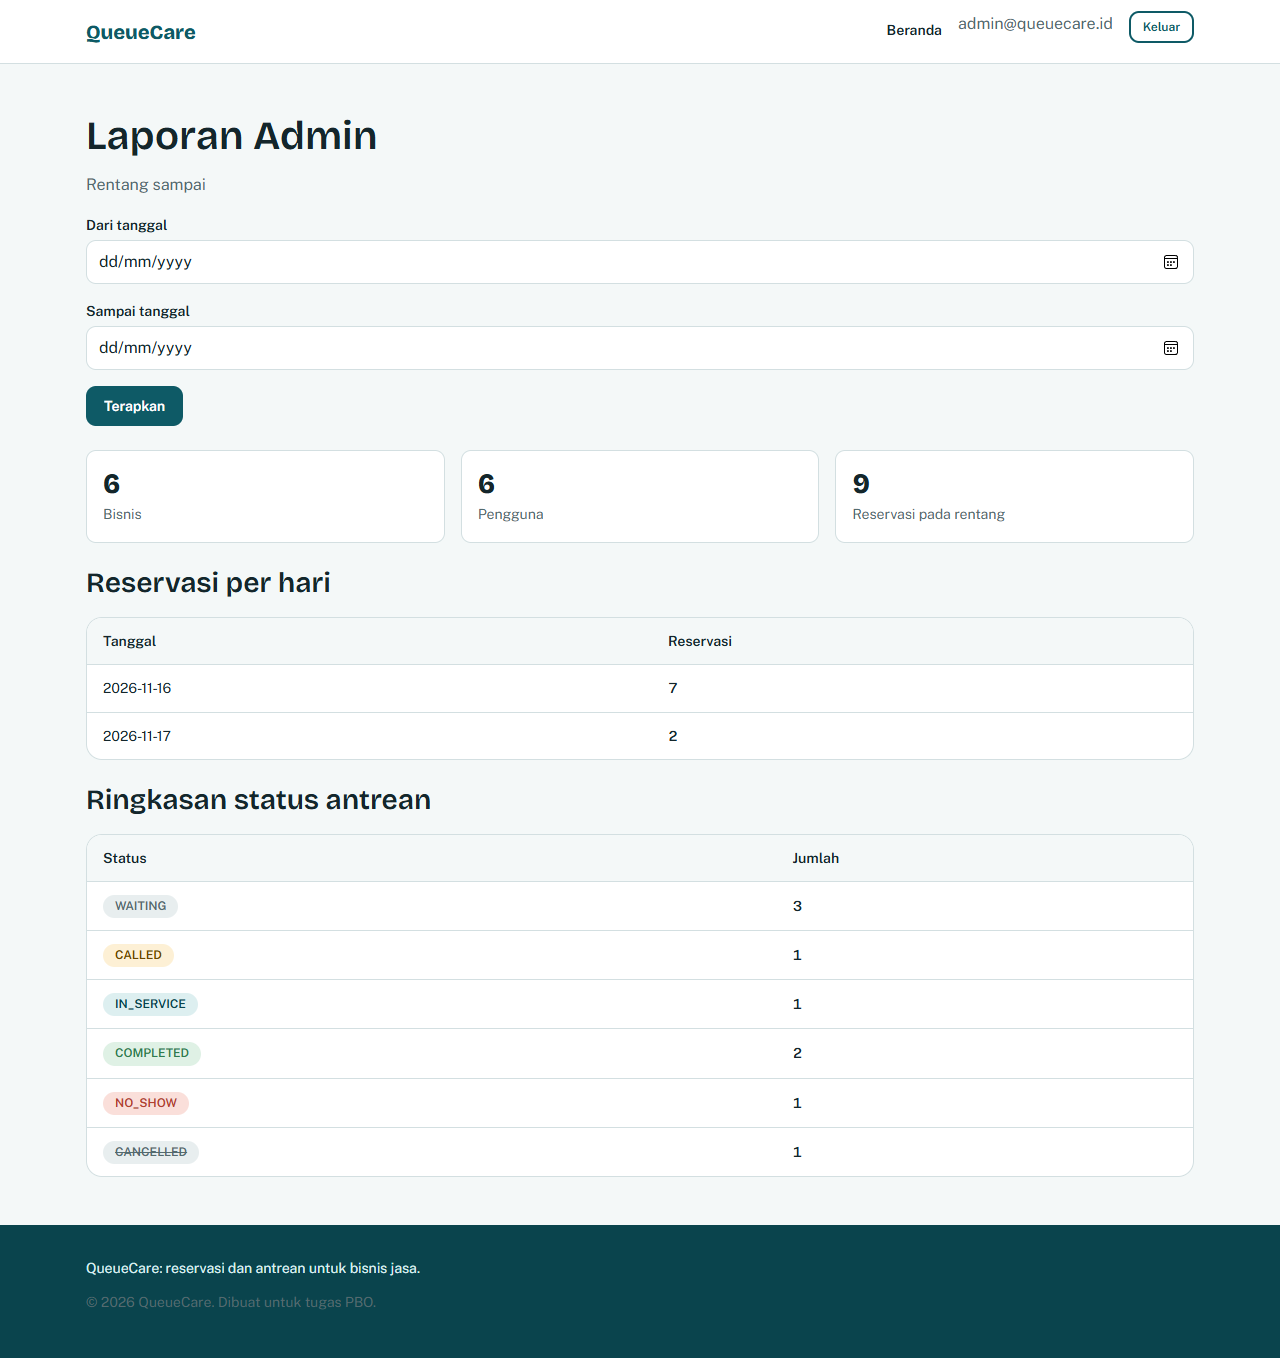 QueueCare
Beranda admin@queuecare.id Keluar
Laporan Admin
Rentang sampai
Dari tanggal
dd/mm/yyyy
Sampai tanggal
dd/mm/yyyy
Terapkan
6 6 9
Bisnis Pengguna Reservasi pada rentang
Reservasi per hari
Tanggal Reservasi
2026-11-16 7
2026-11-17 2
Ringkasan status antrean
Status Jumlah
WAITING 3
CALLED 1
IN_SERVICE 1
COMPLETED 2
NO_SHOW 1
CANCELLED 1
QueueCare: reservasi dan antrean untuk bisnis jasa.
© 2026 QueueCare. Dibuat untuk tugas PBO.